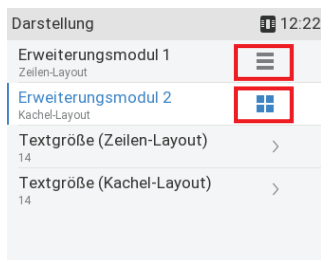 Darstellung 12:22
Erweiterungsmodul 1
Zeilen-Layout
Erweiterungsmodul 2
Kachel-Layout
Textgröße (Zeilen-Layout)
14
Textgröße (Kachel-Layout)
14